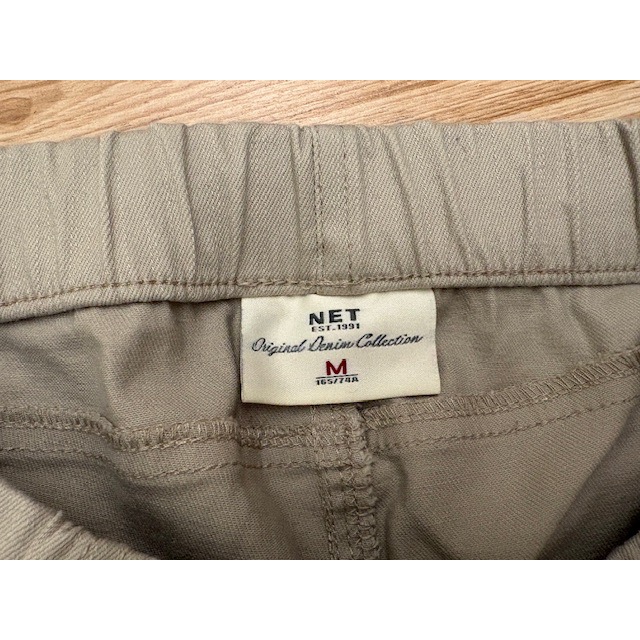 NET
EST.1991
Original Denim Collection
M
165/74A